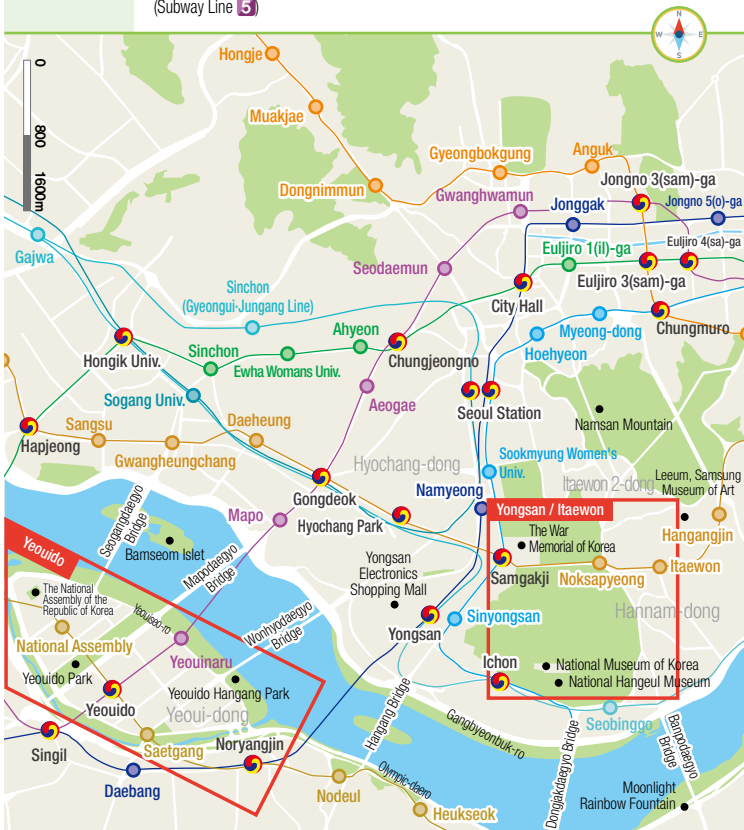 (Subway Line 5)
N
W
E
S
0
800
1600m
Hongje
Muakjae
Dongnimmun
Gyeongbokgung
Anguk
Jongno 3(sam)-ga
Gwanghwamun
Jonggak
Jongno 5(o)-ga
Gajwa
Seodaemun
Euljiro 1(il)-ga
Euljiro 4(sa)-ga
Euljiro 3(sam)-ga
Sinchon
(Gyeongui-Jungang Line)
City Hall
Ahyeon
Myeong-dong
Chungmuro
Hongik Univ.
Sinchon
Ewha Womans Univ.
Chungjeongno
Hoehyeon
Sogang Univ.
Aeogae
Seoul Station
Namsan Mountain
Sangsu
Daeheung
Hapjeong
Gwangheungchang
Hyochang-dong
Sookmyung Women's
Univ.
Itaewon 2-dong
Leeum, Samsung
Museum of Art
Gongdeok
Namyeong
Yongsan / Itaewon
Mapo
Hyochang Park
The War
Memorial of Korea
Hangangjin
Seogangdaegyo
Bridge
Yeouido
Bamseom Islet
Mapodaegyo
Bridge
Yongsan
Electronics
Shopping Mall
Samgakji
Noksapyeong
Itaewon
The National
Assembly of the
Republic of Korea
Yeouiseo-ro
Wonhyodaegyo
Bridge
Hannam-dong
National Assembly
Yeouinaru
Yongsan
Sinyongsan
Yeouido Park
Ichon
National Museum of Korea
National Hangeul Museum
Yeouido
Yeouido Hangang Park
Yeoui-dong
Hangang Bridge
Gangbyeonbuk-ro
Seobinggo
Banpodaegyo
Bridge
Singil
Saetgang
Noryangjin
Dongjakdaegyo Bridge
Daebang
Nodeul
Olympic-daero
Heukseok
Moonlight
Rainbow Fountain